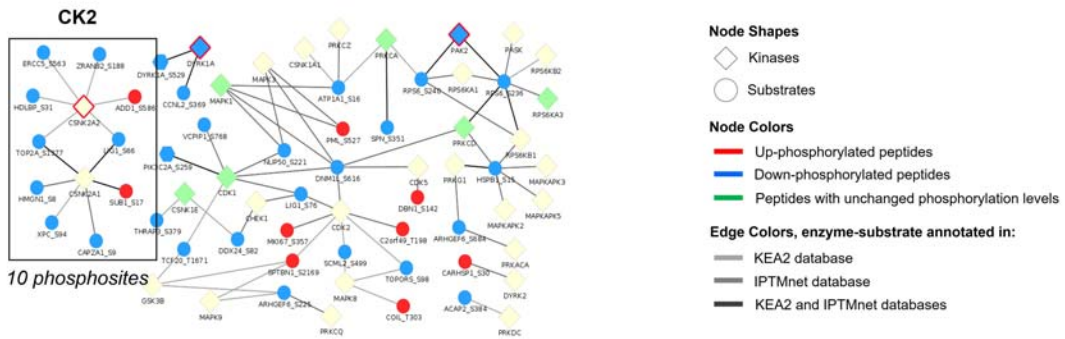 CK2
ERCC5_S563
ZRANB2_S188
HDLBP_S31
ADD1_S586
CSNK2A2
TOP2A_S1377
LIG1_S66
CSNK2A1
HMGN1_S8
SUB1_S17
XPC_S94
CAP2A1_S9
10 phosphosites
DYRK1A
DYRK1A_S529
CCNL2_S369
MAPK3
CSNK1A1
PRKCZ
PRKCA
PAK2
PASK
RPS6KB2
MAPK1
ATP1A1_S16
RPS6_S240
RPS6KA1
RPS6_S236
RPS6KA3
VCPIP1_S768
PML_S527
SPN_S351
PRKCD
RPS6KB1
PIK3C2A_S259
NUP50_S221
DNM1L_S616
CDK5
PRKG1
HSPB1_S15
MAPKAPK3
CDK1
CSNK1E
LIG1_S76
DBN1_S142
MAPKAPK5
CHEK1
CDK2
MAPKAPK2
THRAP3_S379
DDX24_S82
MKI67_S357
C2orf49_T198
ARHGEF6_S684
TCF20_T1671
SPTBN1_S2169
SCML2_S499
TOPORS_S98
CARHSP1_S30
PRKACA
GSK3B
DYRK2
MAPK9
ARHGEF6_S225
MAPK8
PRKCQ
COIL_T303
ACAP2_S384
PRKDC
Node Shapes
Kinases
Substrates
Node Colors
Up-phosphorylated peptides
Down-phosphorylated peptides
Peptides with unchanged phosphorylation levels
Edge Colors, enzyme-substrate annotated in:
KEA2 database
IPTMnet database
KEA2 and IPTMnet databases